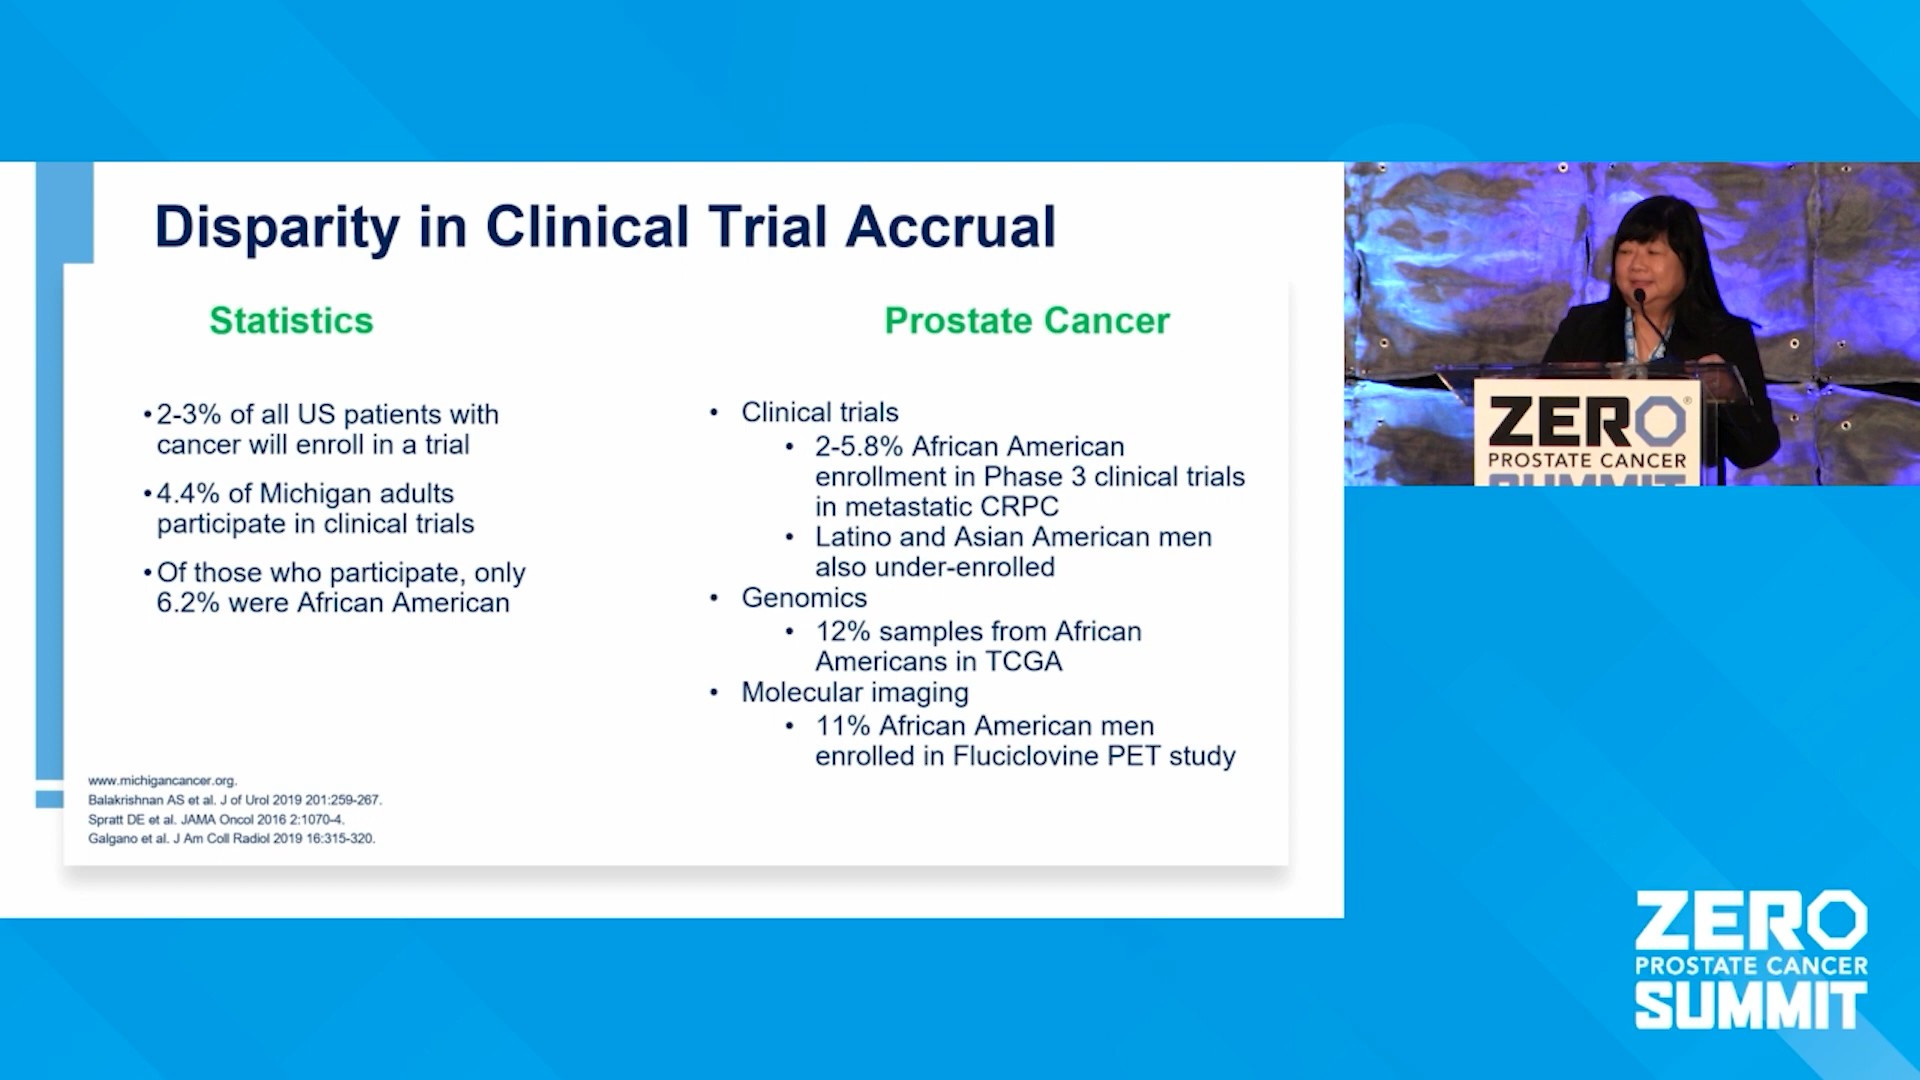 Disparity in Clinical Trial Accrual
Statistics
•2-3% of all US patients with
cancer will enroll in a trial
•4.4% of Michigan adults
participate in clinical trials
•Of those who participate, only
6.2% were African American
Prostate Cancer
• Clinical trials
• 2-5.8% African American
enrollment in Phase 3 clinical trials
in metastatic CRPC
• Latino and Asian American men
also under-enrolled
• Genomics
• 12% samples from African
Americans in TCGA
• Molecular imaging
• 11% African American men
enrolled in Fluciclovine PET study
www.michigancancer.org.
Balakrishnan AS et al. J of Urol 2019 201:259-267.
Spratt DE et al. JAMA Oncol 2016 2:1070-4.
Galgano et al. J Am Coll Radiol 2019 16:315-320.
ZERO®
PROSTATE CANCER
SUMMIT
ZERO
PROSTATE CANCER
SUMMIT